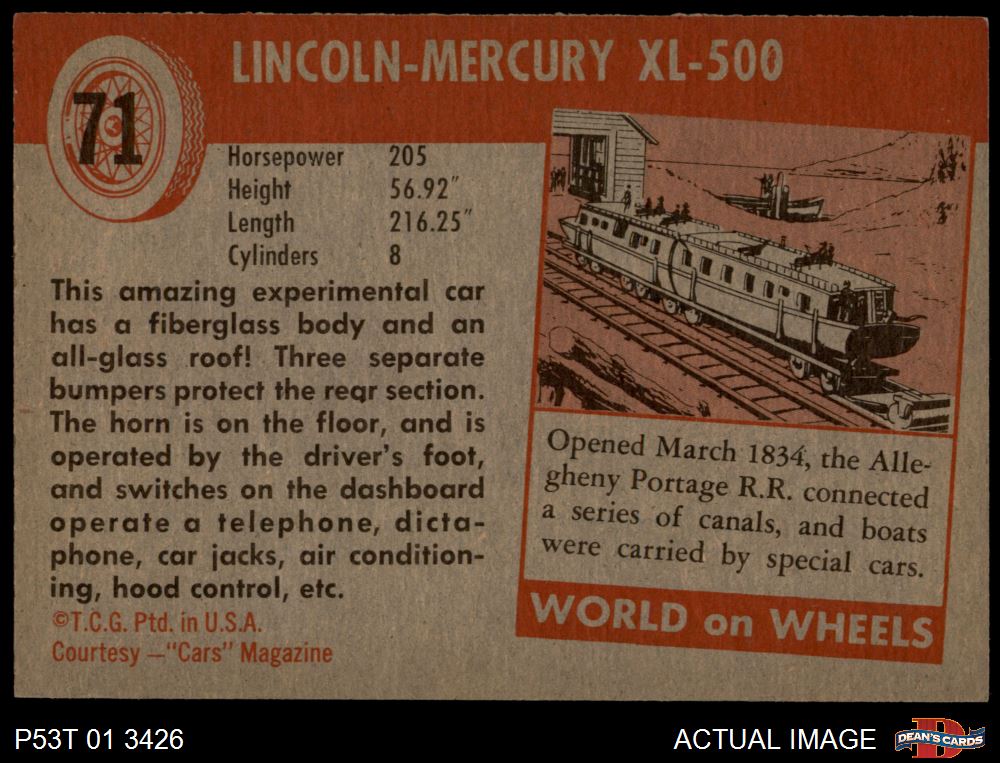 71
LINCOLN-MERCURY XL-500
Horsepower 205
Height 56.92"
Length 216.25"
Cylinders 8
This amazing experimental car
has a fiberglass body and an
all-glass roof! Three separate
bumpers protect the rear section.
The horn is on the floor, and is
operated by the driver's foot,
and switches on the dashboard
operate a telephone, dicta-
phone, car jacks, air condition-
ing, hood control, etc.
©T.C.G. Ptd. in U.S.A.
Courtesy —"Cars" Magazine
Opened March 1834, the Alle-
gheny Portage R.R. connected
a series of canals, and boats
were carried by special cars.
WORLD on WHEELS
P53T 01 3426
ACTUAL IMAGE
DEAN'S CARDS